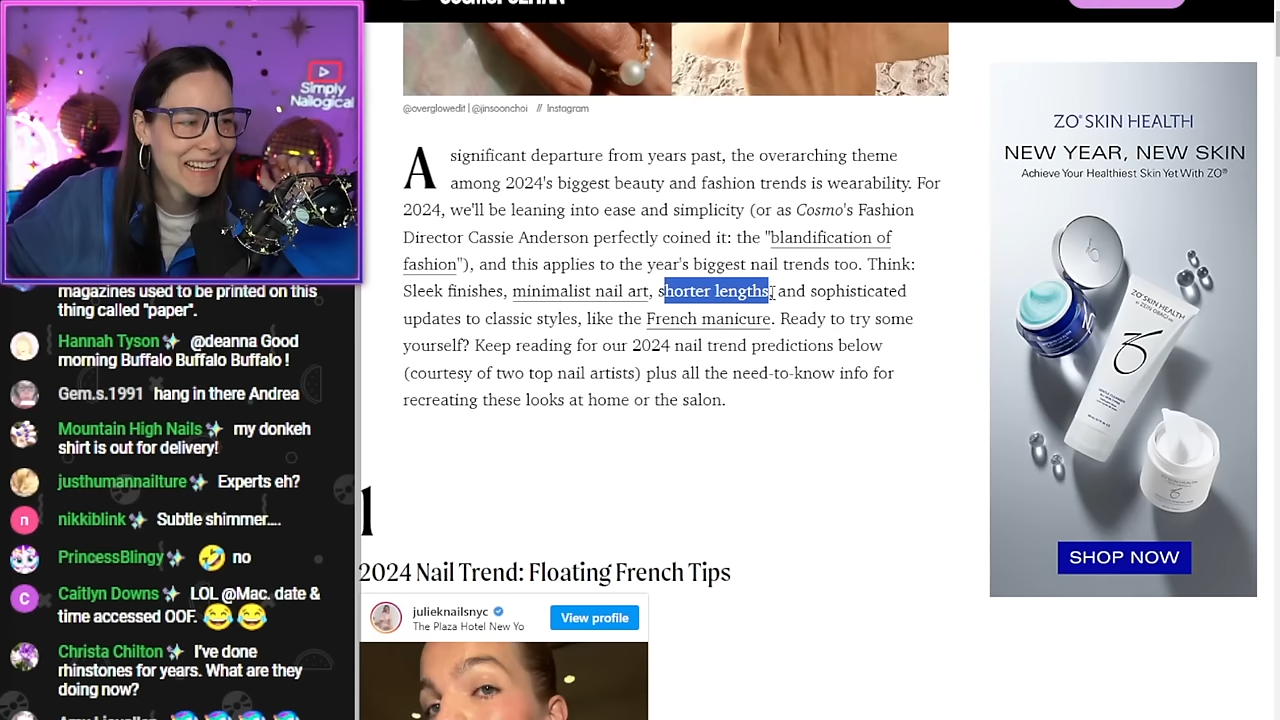 COSMOPOLITAN
Simply
Nailogical
@overglowedit | @jinsoonchoi // Instagram
A significant departure from years past, the overarching theme
among 2024's biggest beauty and fashion trends is wearability. For
2024, we'll be leaning into ease and simplicity (or as Cosmo's Fashion
Director Cassie Anderson perfectly coined it: the "blandification of
fashion"), and this applies to the year's biggest nail trends too. Think:
Sleek finishes, minimalist nail art, shorter lengths, and sophisticated
updates to classic styles, like the French manicure. Ready to try some
yourself? Keep reading for our 2024 nail trend predictions below
(courtesy of two top nail artists) plus all the need-to-know info for
recreating these looks at home or the salon.
1
2024 Nail Trend: Floating French Tips
julieknailsnyc
The Plaza Hotel New Yo
View profile
magazines used to be printed on this
thing called "paper".
Hannah Tyson @deanna Good
morning Buffalo Buffalo Buffalo !
Gem.s.1991 hang in there Andrea
Mountain High Nails my donkeh
shirt is out for delivery!
justhumannailture Experts eh?
n
nikkiblink Subtle shimmer....
PrincessBlingy 🤣 no
C
Caitlyn Downs LOL @Mac. date &
time accessed OOF. 😂 😂
Christa Chilton I've done
rhinstones for years. What are they
doing now?
ZO® SKIN HEALTH
NEW YEAR, NEW SKIN
Achieve Your Healthiest Skin Yet With ZO®
ZO® SKIN HEALTH
BY ZEIN OBAGI MD
SHOP NOW